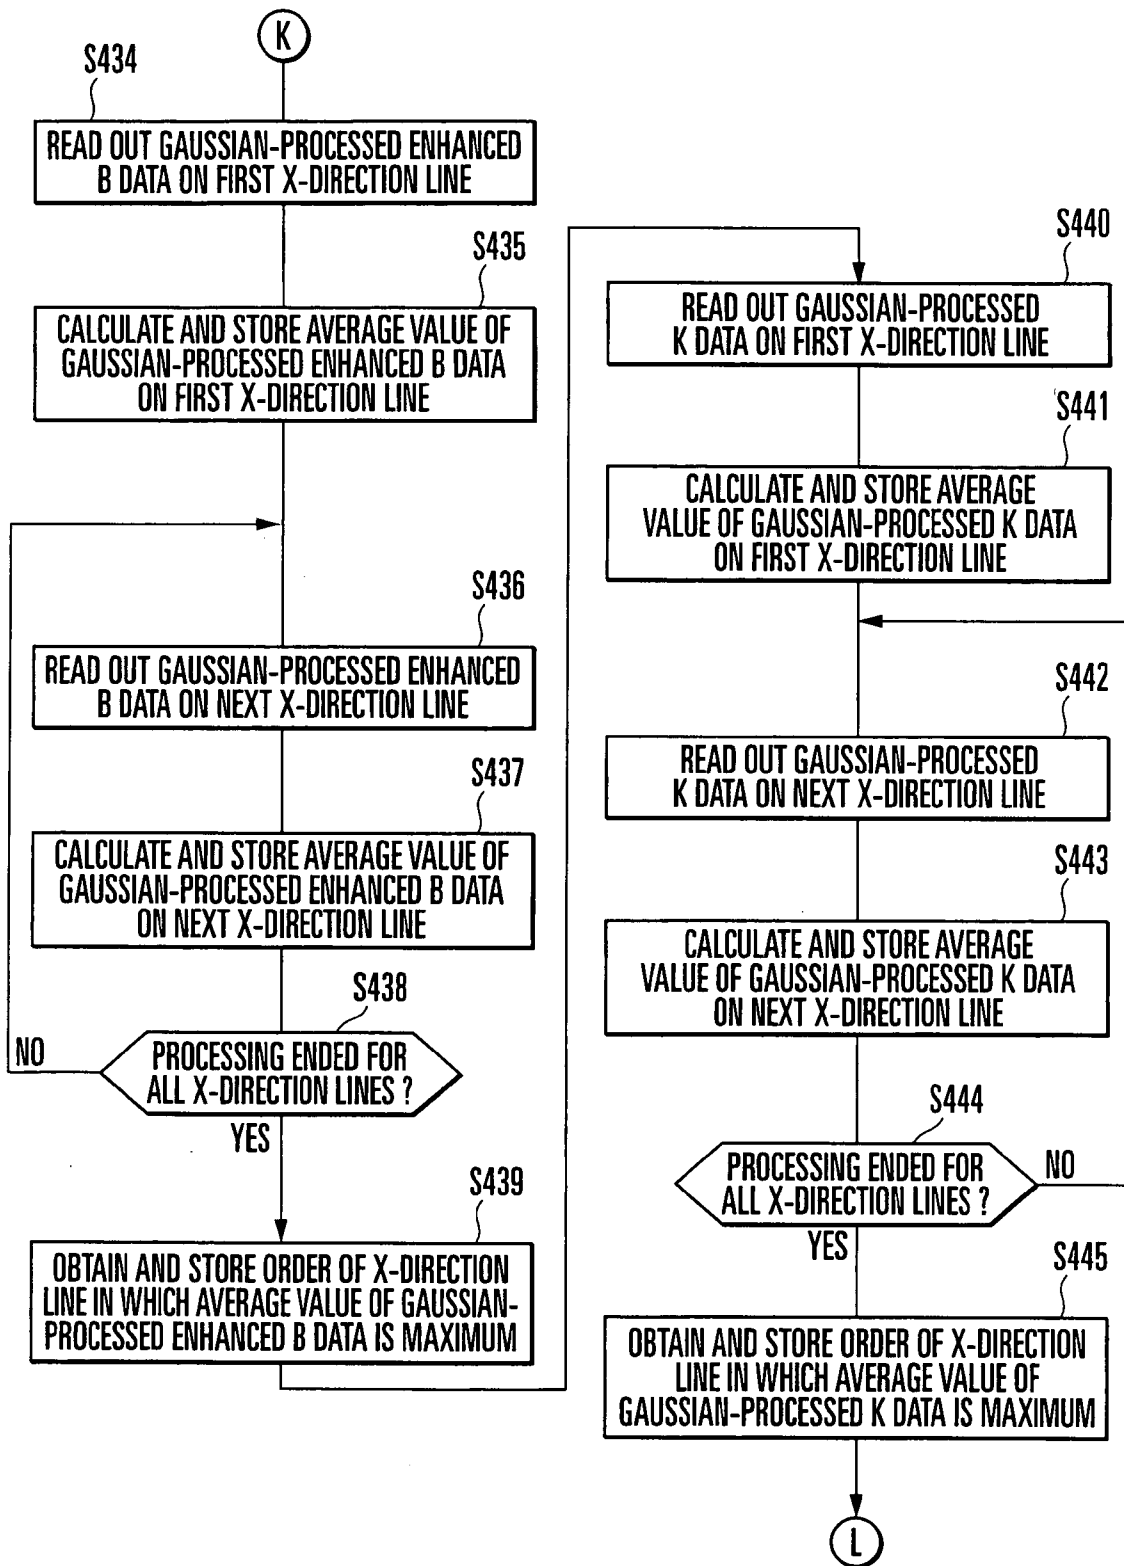 K
S434
READ OUT GAUSSIAN-PROCESSED ENHANCED
B DATA ON FIRST X-DIRECTION LINE
S435
CALCULATE AND STORE AVERAGE VALUE OF
GAUSSIAN-PROCESSED ENHANCED B DATA
ON FIRST X-DIRECTION LINE
S436
READ OUT GAUSSIAN-PROCESSED ENHANCED
B DATA ON NEXT X-DIRECTION LINE
S437
CALCULATE AND STORE AVERAGE VALUE OF
GAUSSIAN-PROCESSED ENHANCED B DATA
ON NEXT X-DIRECTION LINE
S438
NO
PROCESSING ENDED FOR
ALL X-DIRECTION LINES ?
YES
S439
OBTAIN AND STORE ORDER OF X-DIRECTION
LINE IN WHICH AVERAGE VALUE OF GAUSSIAN-
PROCESSED ENHANCED B DATA IS MAXIMUM
S440
READ OUT GAUSSIAN-PROCESSED
K DATA ON FIRST X-DIRECTION LINE
S441
CALCULATE AND STORE AVERAGE
VALUE OF GAUSSIAN-PROCESSED K DATA
ON FIRST X-DIRECTION LINE
S442
READ OUT GAUSSIAN-PROCESSED
K DATA ON NEXT X-DIRECTION LINE
S443
CALCULATE AND STORE AVERAGE
VALUE OF GAUSSIAN-PROCESSED K DATA
ON NEXT X-DIRECTION LINE
S444
PROCESSING ENDED FOR
ALL X-DIRECTION LINES ?
NO
YES
S445
OBTAIN AND STORE ORDER OF X-DIRECTION
LINE IN WHICH AVERAGE VALUE OF
GAUSSIAN-PROCESSED K DATA IS MAXIMUM
L